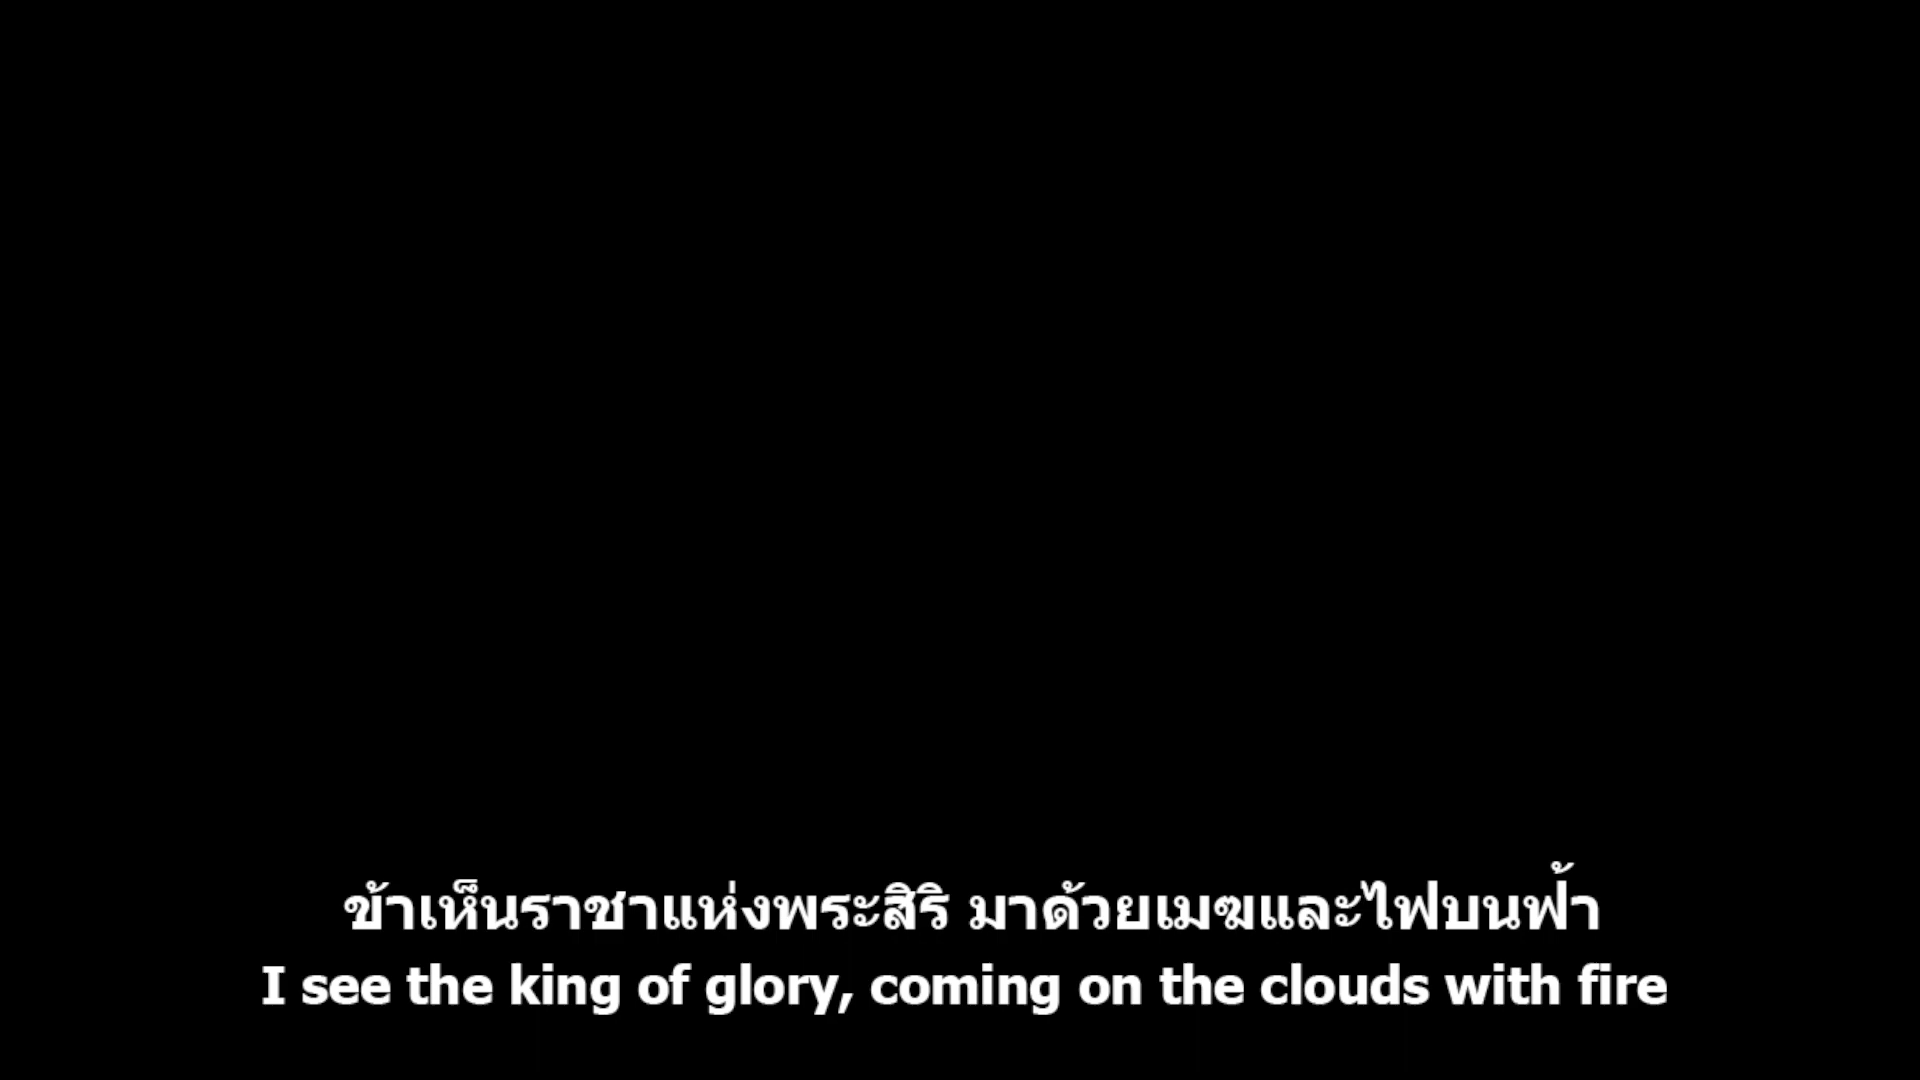 ข้าเห็นราชาแห่งพระสิริ มาด้วยเมฆและไฟบนฟ้า
I see the king of glory, coming on the clouds with fire